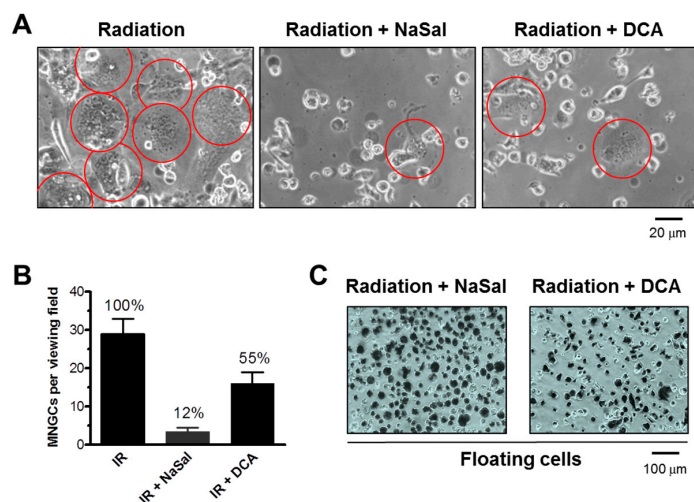 A
Radiation
Radiation + NaSal
Radiation + DCA
20 μm
B
MNGCs per viewing field
40
30
20
10
0
100%
12%
55%
IR
IR + NaSal
IR + DCA
C
Radiation + NaSal
Radiation + DCA
Floating cells
100 μm